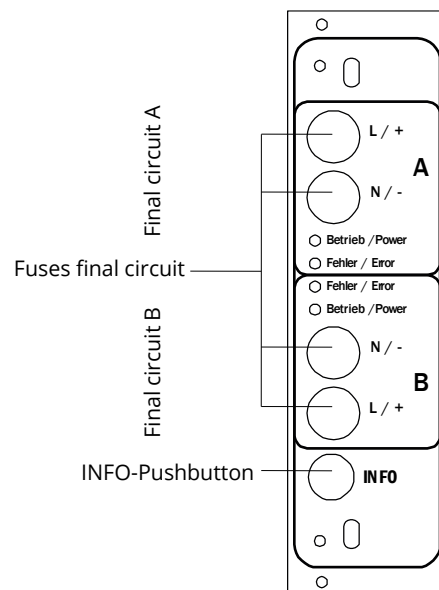 Final circuit A
L / +
A
N / -
Betrieb / Power
Fehler / Error
Fuses final circuit
Fehler / Error
Betrieb / Power
N / -
B
Final circuit B
L / +
INFO-Pushbutton
INFO